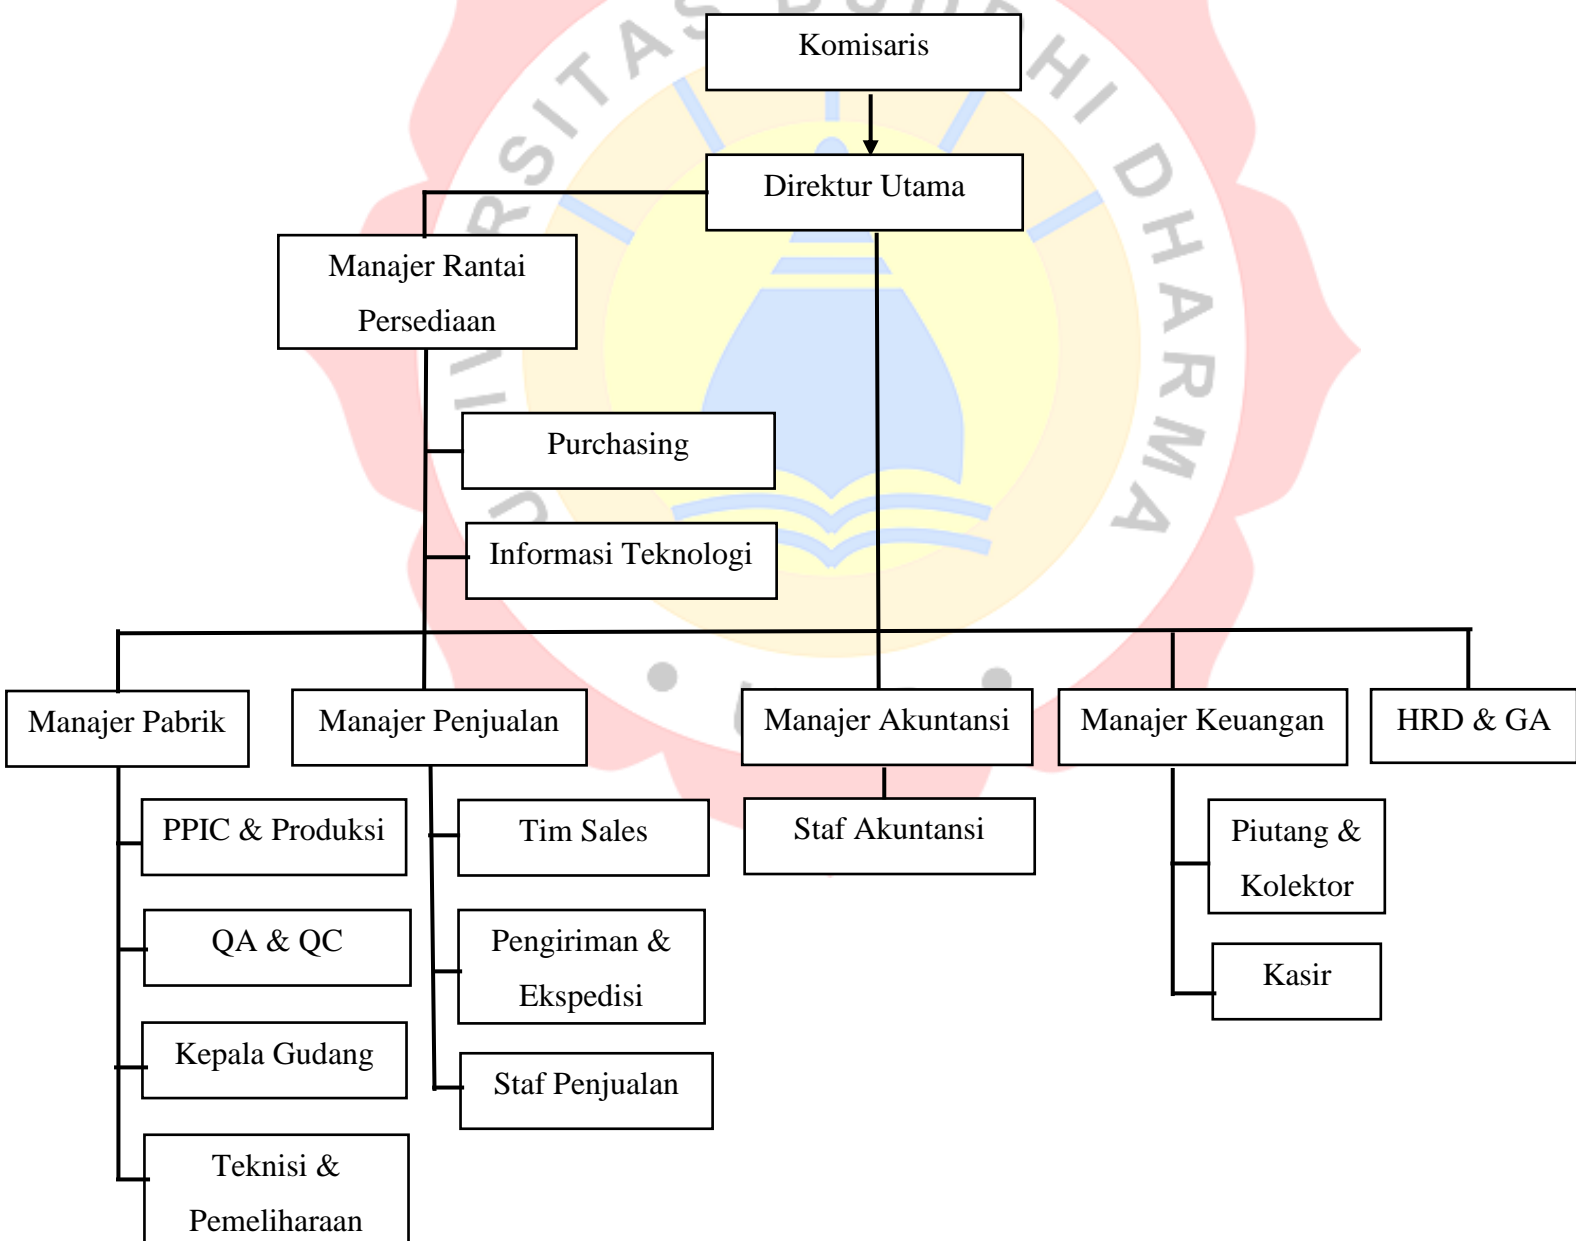 Komisaris
Direktur Utama
Manajer Rantai
Persediaan
Purchasing
Informasi Teknologi
Manajer Pabrik
Manajer Penjualan
Manajer Akuntansi
Manajer Keuangan
HRD & GA
PPIC & Produksi
QA & QC
Kepala Gudang
Teknisi &
Pemeliharaan
Tim Sales
Pengiriman &
Ekspedisi
Staf Penjualan
Staf Akuntansi
Piutang &
Kolektor
Kasir
DHARMA